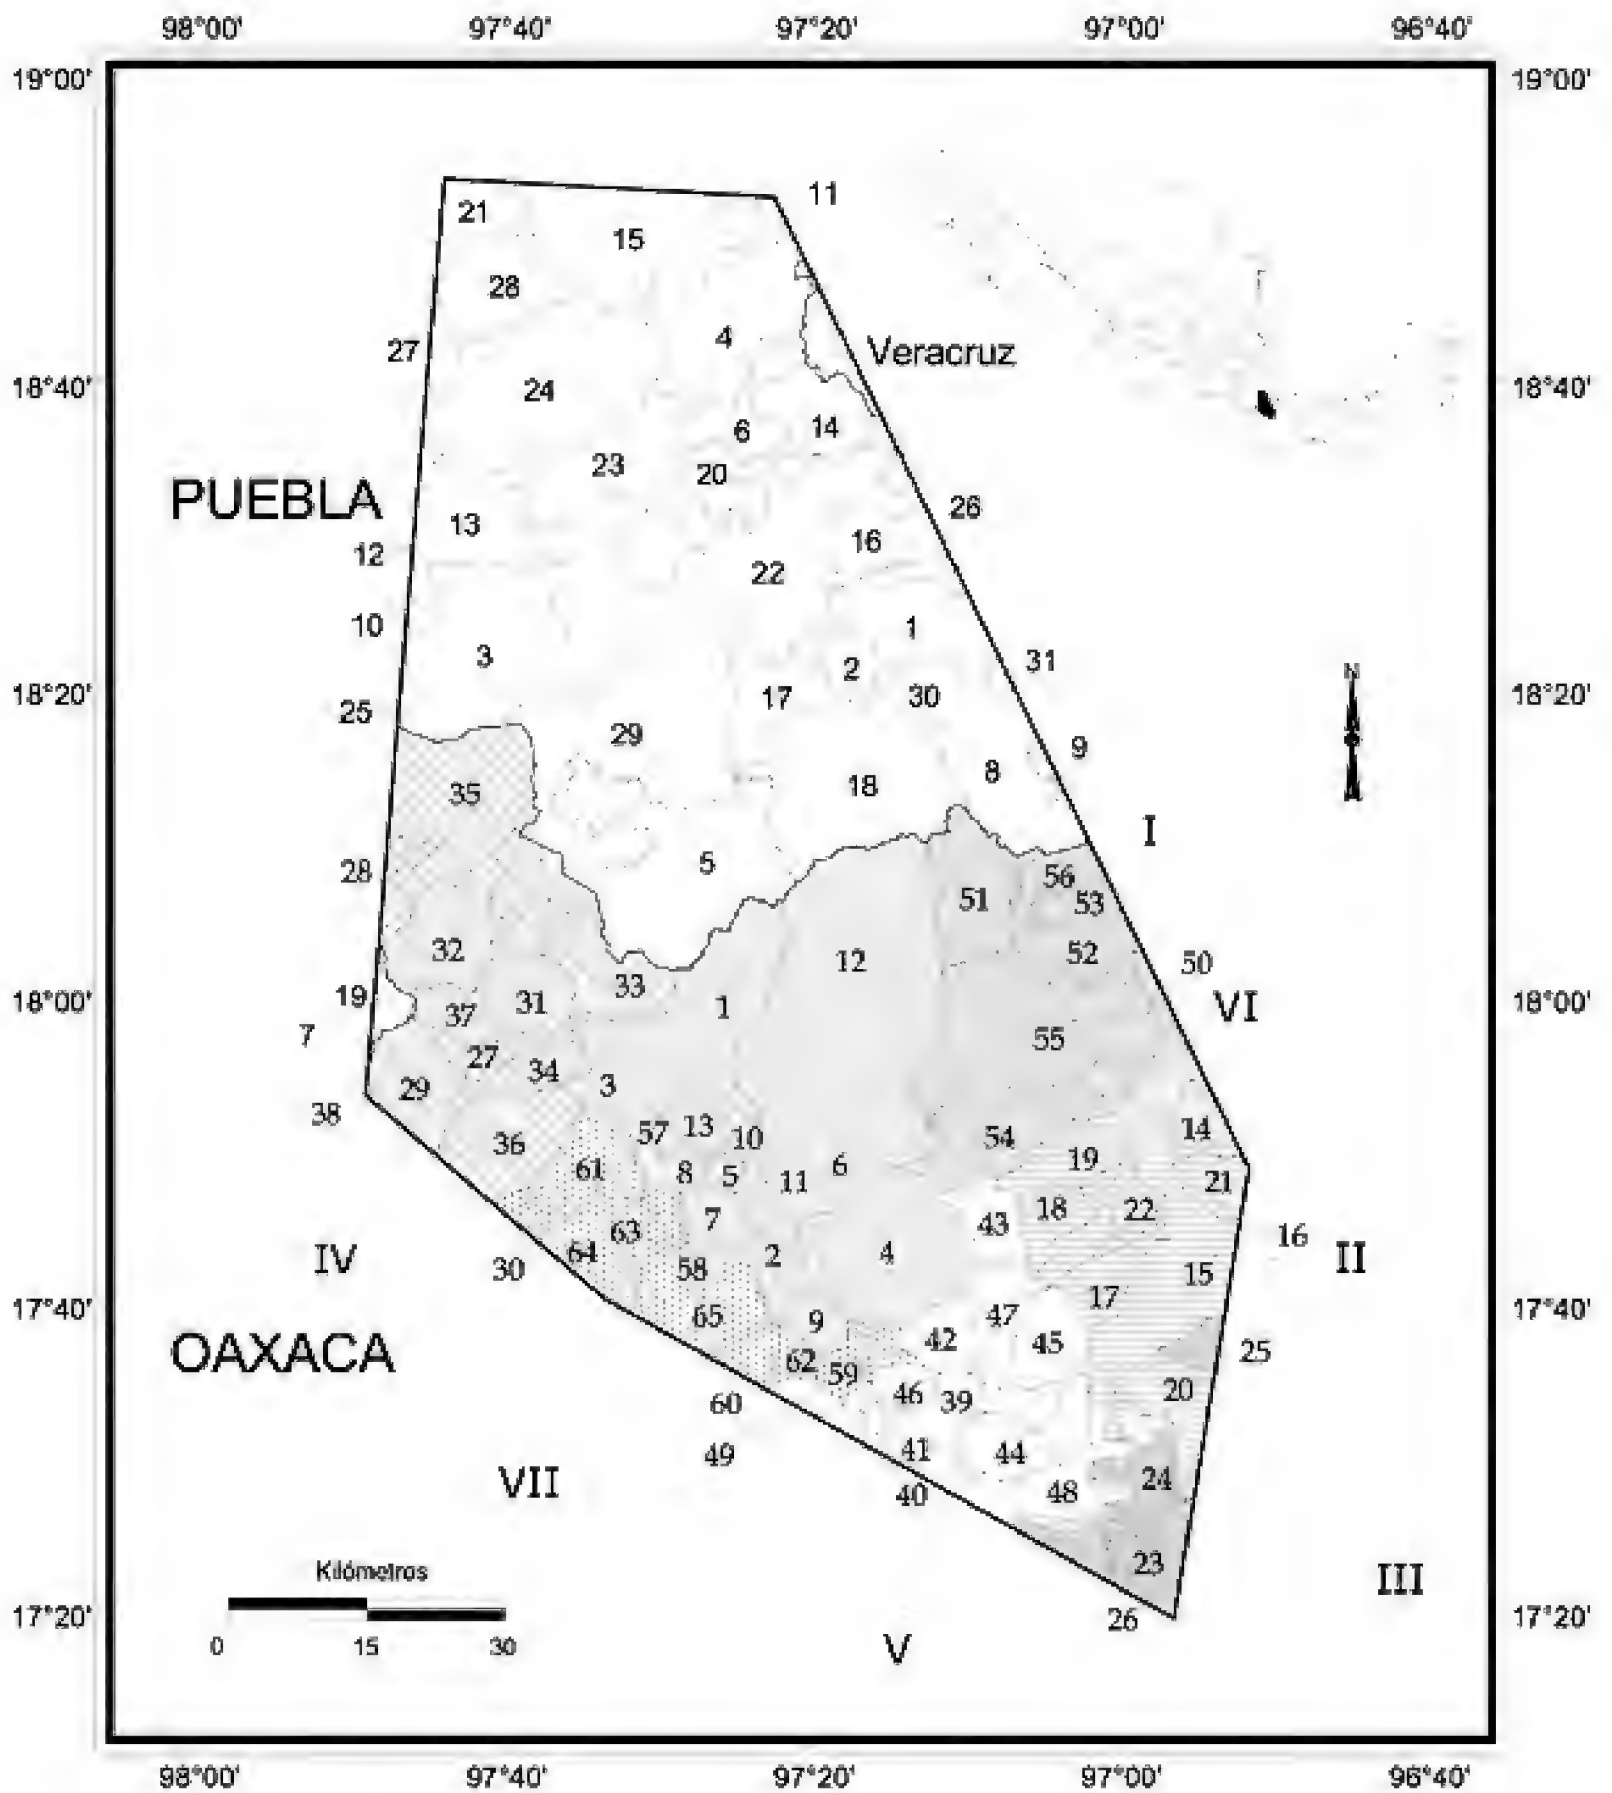 98°00' 97°40' 97°20' 97°00' 96°40'
19°00' 19°00'
11
21
15
28
4
27 Veracruz
18°40' 24 18°40'
6 14
23 20
PUEBLA
26
13
12 16
22
10 1
3 2 31
18°20' 17 30 18°20'
25
29 9
8
18
35
I
28 5 56
51 53
32 12 52 50
19 33
18°00' 37 31 1 VI 18°00'
7 55
27 34
29 3
38 57 13 10 54 14
36
61 8 5 11 6 19 21
7 18 22
63 43 16
IV 64 2 4 II
30 58 15
17°40' 65 9 47 17 17°40'
OAXACA 42 45 25
62 59
60 46 39 20
49 41 44
VII 40 48 24
Kilómetros 23 III
17°20' 26 17°20'
0 15 30 V
98°00' 97°40' 97°20' 97°00' 96°40'
N